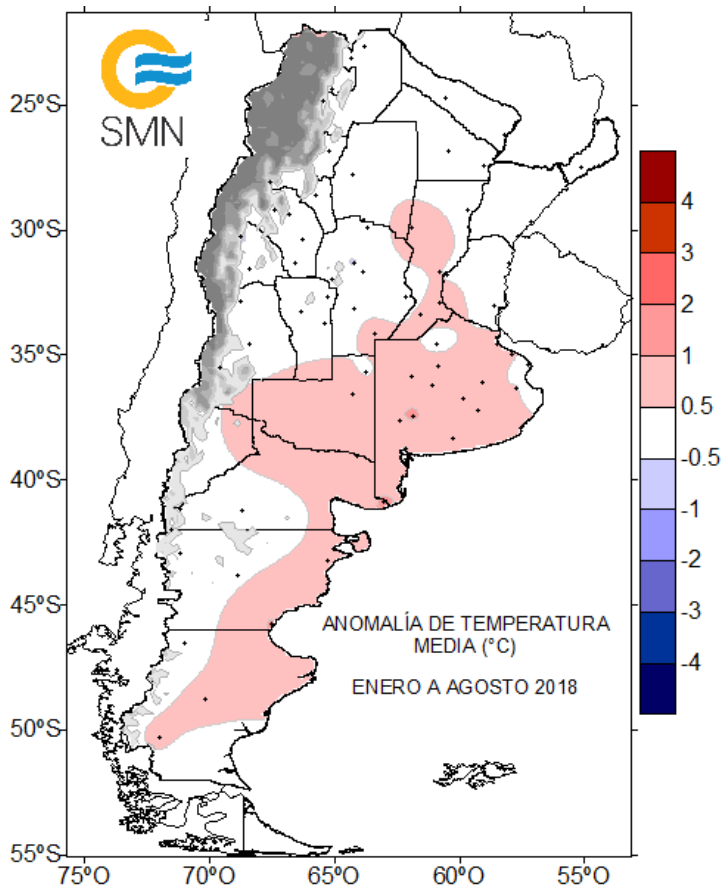 SMN
25ºS
30ºS
35ºS
40ºS
45ºS
50ºS
55ºS
75ºO
70ºO
65ºO
60ºO
55ºO
4
3
2
1
0.5
-0.5
-1
-2
-3
-4
ANOMALÍA DE TEMPERATURA
MEDIA (°C)
ENERO A AGOSTO 2018